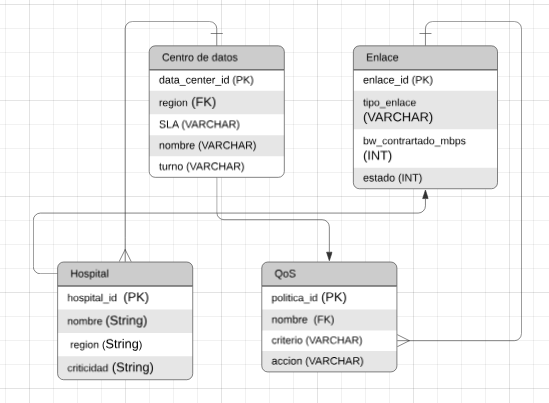 Centro de datos
data_center_id (PK)
region (FK)
SLA (VARCHAR)
nombre (VARCHAR)
turno (VARCHAR)
Enlace
enlace_id (PK)
tipo_enlace
(VARCHAR)
bw_contrartado_mbps
(INT)
estado (INT)
Hospital
hospital_id (PK)
nombre (String)
region (String)
criticidad (String)
QoS
politica_id (PK)
nombre (FK)
criterio (VARCHAR)
accion (VARCHAR)